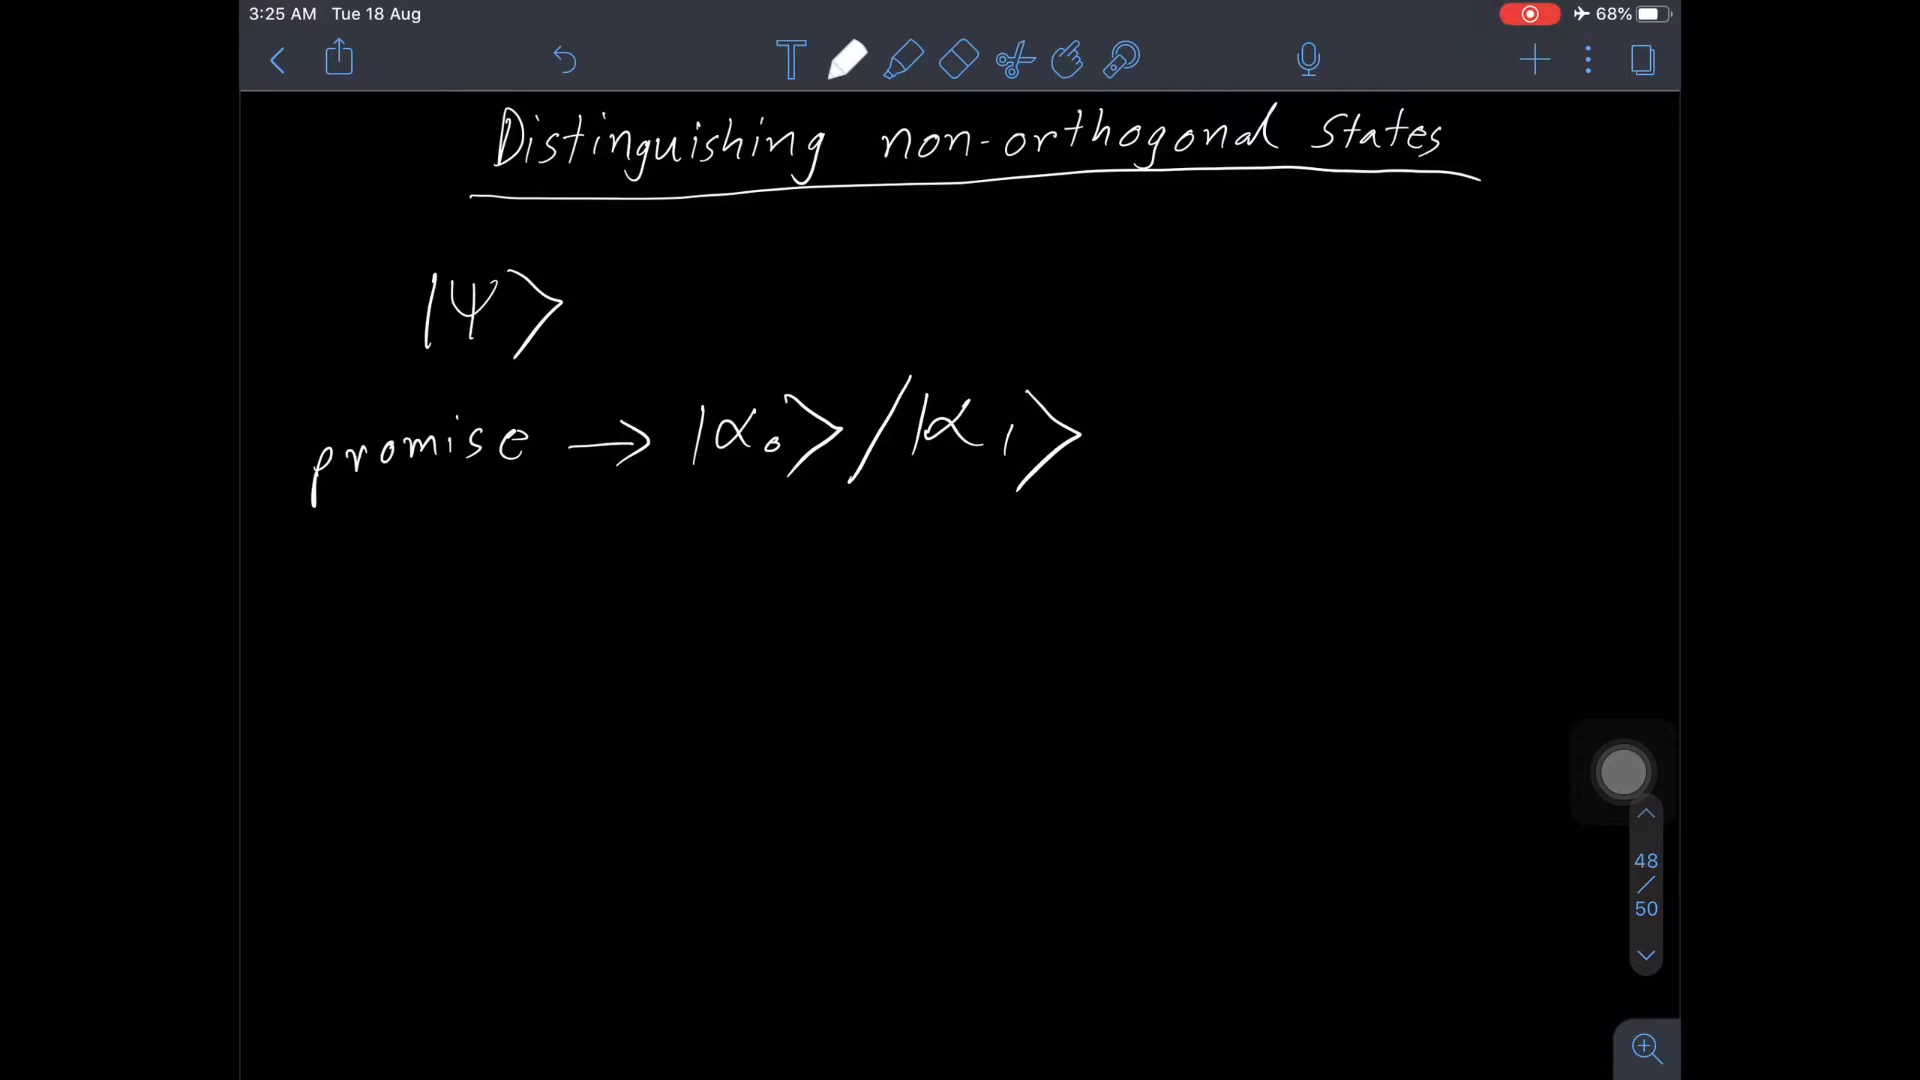 3:25 AM Tue 18 Aug 68%
T
Distinguishing non-orthogonal states
|ψ>
promise → |α₀>/|α₁>
48
/
50